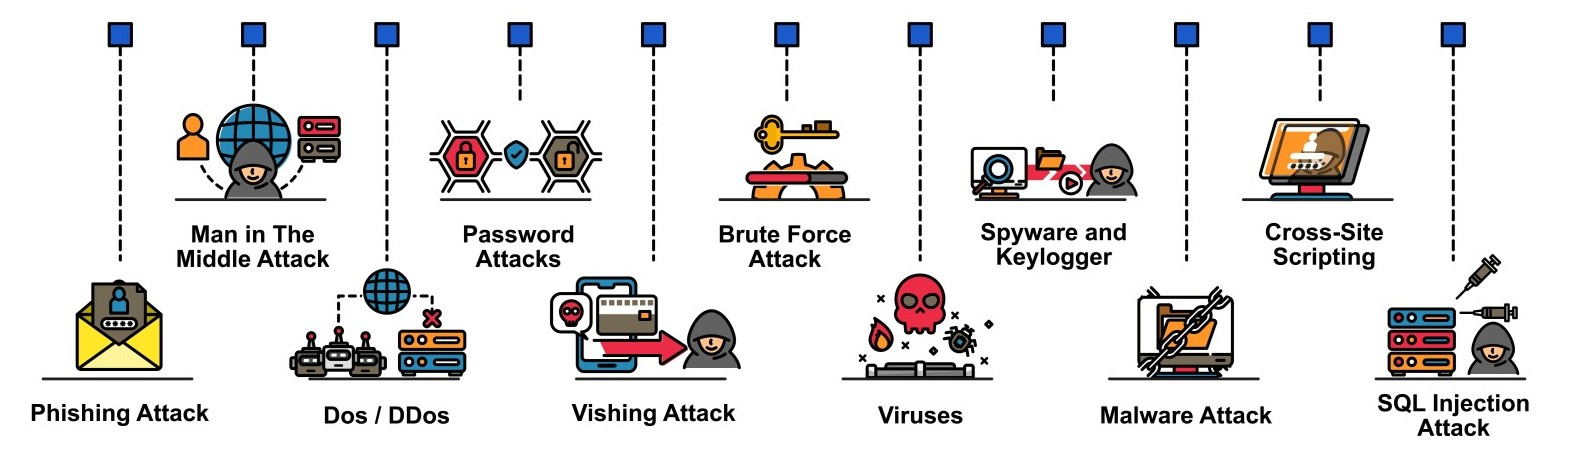 Man in The
Middle Attack
Password
Attacks
Brute Force
Attack
Spyware and
Keylogger
Cross-Site
Scripting
Phishing Attack
Dos / DDos
Vishing Attack
Viruses
Malware Attack
SQL Injection
Attack